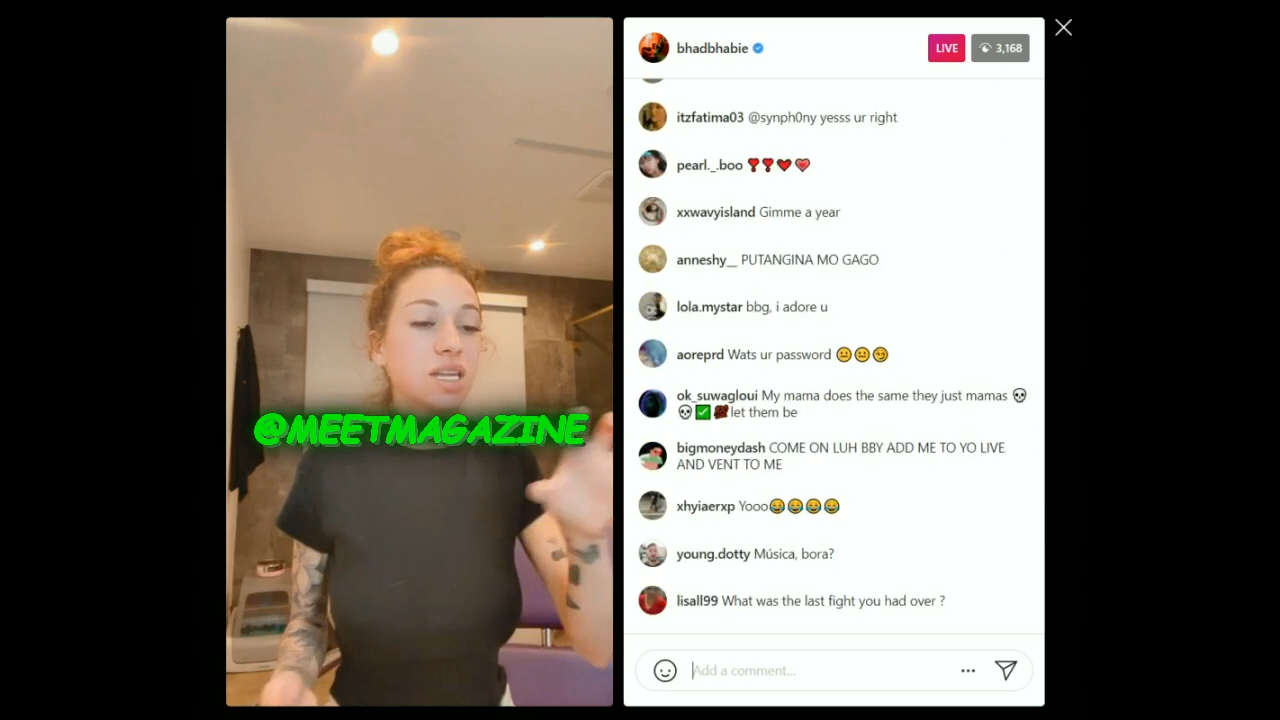 @MEETMAGAZINE
bhadbhabie
LIVE
3,168
itzfatima03 @synph0ny yesss ur right
pearl._.boo ❣️❣️❤️💗
xxwavyisland Gimme a year
anneshy__ PUTANGINA MO GAGO
lola.mystar bbg, i adore u
aoreprd Wats ur password 😐😐😏
ok_suwagloui My mama does the same they just mamas 💀
💀✅💯let them be
bigmoneydash COME ON LUH BBY ADD ME TO YO LIVE
AND VENT TO ME
xhyiaerxp Yooo😂😂😂😂
young.dotty Música, bora?
lisall99 What was the last fight you had over ?
Add a comment...